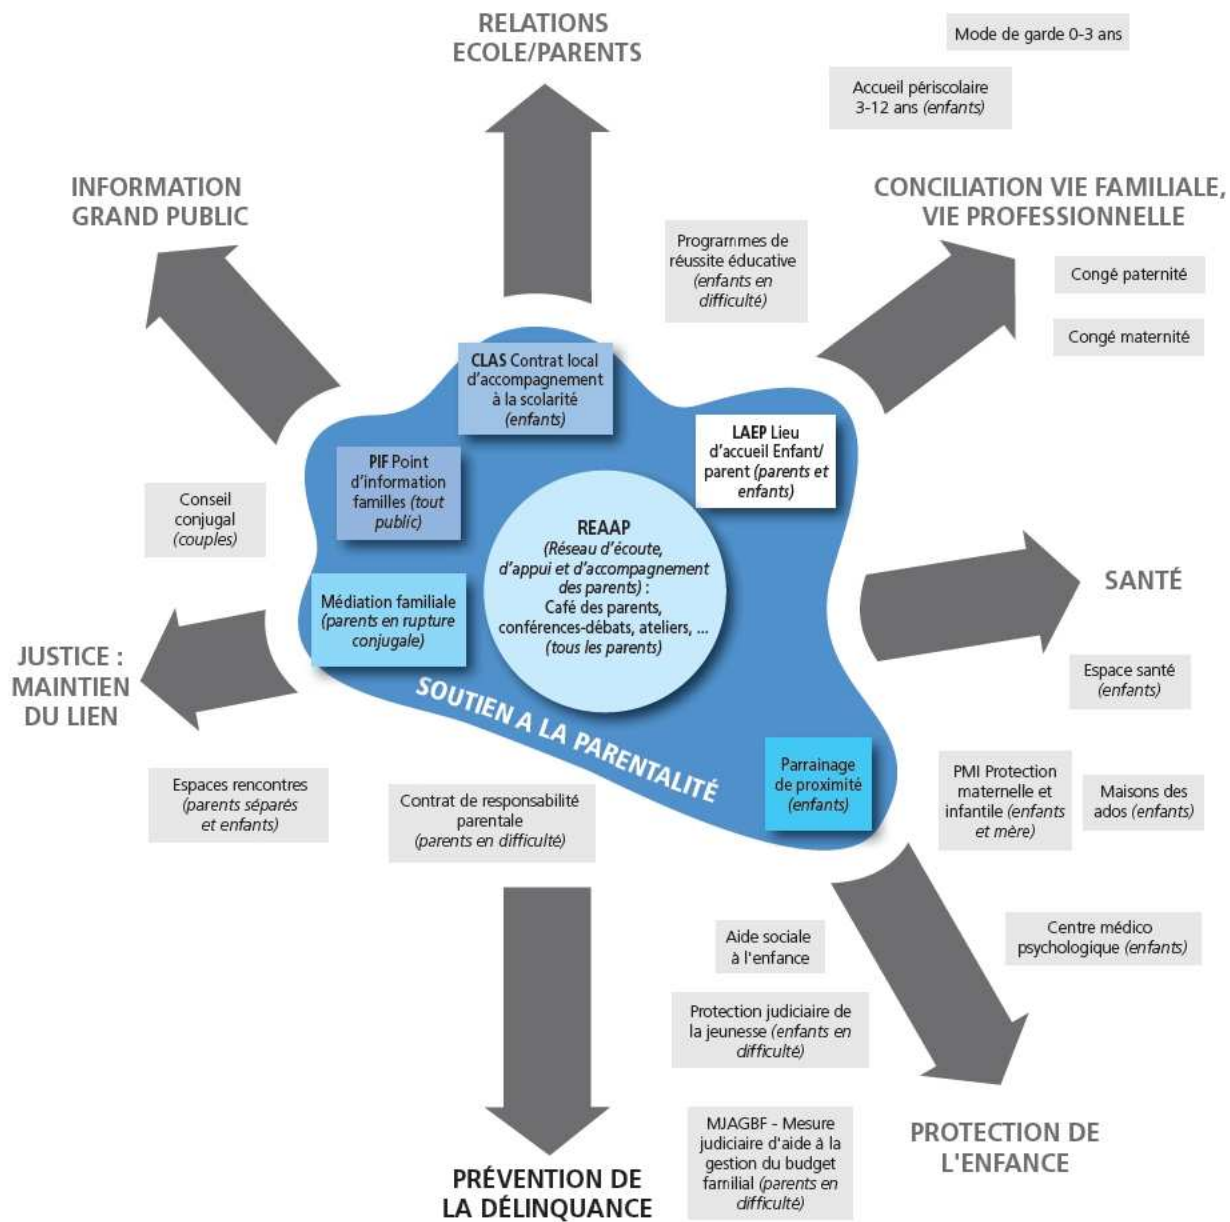 RELATIONS
ECOLE/PARENTS
Mode de garde 0-3 ans
Accueil périscolaire
3-12 ans (enfants)
INFORMATION
GRAND PUBLIC
CONCILIATION VIE FAMILIALE,
VIE PROFESSIONNELLE
Programmes de
réussite éducative
(enfants en
difficulté)
Congé paternité
Congé maternité
CLAS Contrat local
d'accompagnement
à la scolarité
(enfants)
LAEP Lieu
d'accueil Enfant/
parent (parents et
enfants)
PIF Point
d'information
familles (tout
public)
Conseil
conjugal
(couples)
REAAP
(Réseau d'écoute,
d'appui et d'accompagnement
des parents) :
Café des parents,
conférences-débats, ateliers, ...
(tous les parents)
Médiation familiale
(parents en rupture
conjugale)
SANTÉ
JUSTICE :
MAINTIEN
DU LIEN
Espace santé
(enfants)
SOUTIEN A LA PARENTALITÉ
Parrainage
de proximité
(enfants)
PMI Protection
maternelle et
infantile (enfants
et mère)
Maisons des
ados (enfants)
Espaces rencontres
(parents séparés
et enfants)
Contrat de responsabilité
parentale
(parents en difficulté)
Centre médico
psychologique (enfants)
Aide sociale
à l'enfance
Protection judiciaire de
la jeunesse (enfants en
difficulté)
MJAGBF - Mesure
judiciaire d'aide à la
gestion du budget
familial (parents en
difficulté)
PROTECTION DE
L'ENFANCE
PRÉVENTION DE
LA DÉLINQUANCE